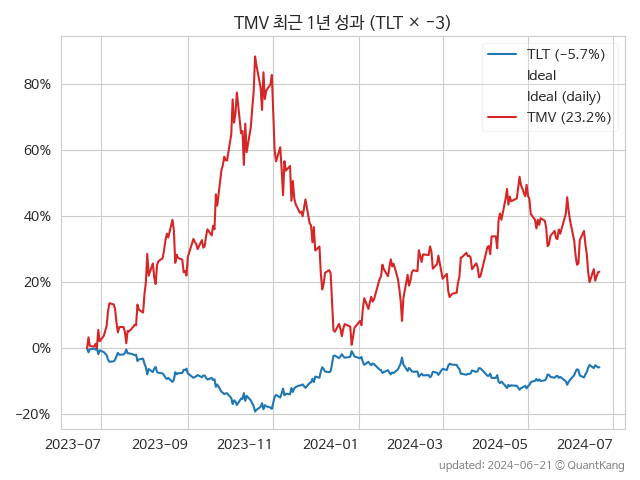 TMV 최근 1년 성과 (TLT × −3)
TLT (−5.7%)
Ideal
Ideal (daily)
TMV (23.2%)
80%
60%
40%
20%
0%
−20%
2023−07
2023−09
2023−11
2024−01
2024−03
2024−05
2024−07
updated: 2024−06−21 © QuantKang